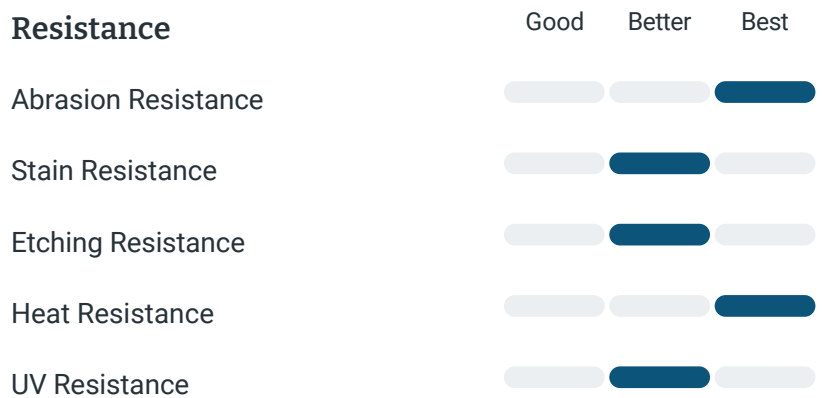 Resistance Good Better Best
Abrasion Resistance
Stain Resistance
Etching Resistance
Heat Resistance
UV Resistance